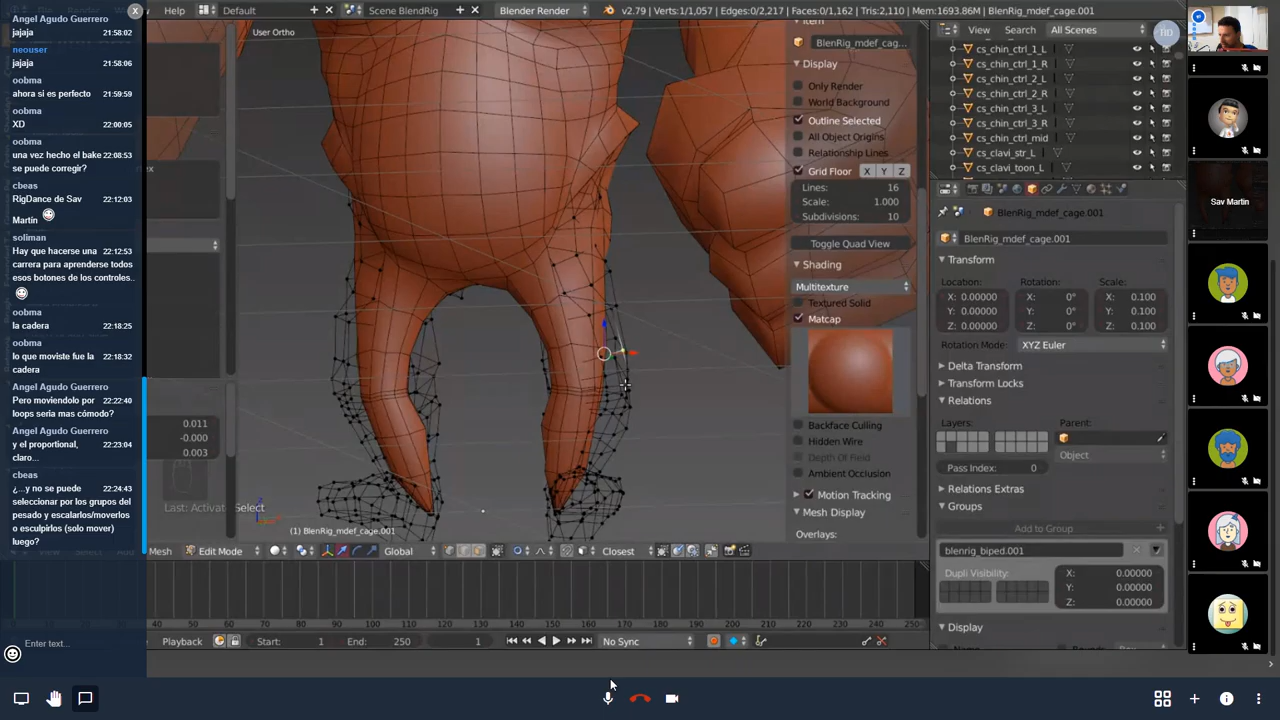 Angel Agudo Guerrero
jajaja 21:58:02
neouser
jajaja 21:58:06
oobma
ahora si es perfecto 21:59:59
oobma
XD 22:00:05
oobma
una vez hecho el bake 22:08:53
se puede corregir?
cbeas
RigDance de Sav 22:12:03
Martín
soliman
Hay que hacerse una 22:12:53
carrera para aprenderse todos
esos botones de los controles..
oobma
la cadera 22:18:25
oobma
lo que moviste fue la 22:18:32
cadera
Angel Agudo Guerrero
Pero moviendolo por 22:22:40
loops seria mas cómodo?
Angel Agudo Guerrero
y el proportional, 22:23:04
claro...
cbeas
¿...y no se puede 22:24:43
seleccionar por los grupos del
pesado y escalarlos/moverlos
o esculpirlos (solo mover)
luego?
Enter text...
Help
Default
Scene BlendRig
Blender Render
v2.79 | Verts:1/1,057 | Edges:0/2,217 | Faces:0/1,162 | Tris:2,110 | Mem:1693.86M | BlenRig_mdef_cage.001
User Ortho
0.011
-0.000
0.003
Last: Activat Select
(1) BlenRig_mdef_cage.001
Item
BlenRig_mdef_cag...
Display
Only Render
World Background
Outline Selected
All Object Origins
Relationship Lines
Grid Floor X Y Z
Lines: 16
Scale: 1.000
Subdivisions: 10
Toggle Quad View
Shading
Multitexture
Textured Solid
Matcap
Backface Culling
Hidden Wire
Depth Of Field
Ambient Occlusion
Motion Tracking
Mesh Display
Overlays:
View Search All Scenes
cs_chin_ctrl_1_L
cs_chin_ctrl_1_R
cs_chin_ctrl_2_L
cs_chin_ctrl_2_R
cs_chin_ctrl_3_L
cs_chin_ctrl_3_R
cs_chin_ctrl_mid
cs_clavi_str_L
cs_clavi_toon_L
BlenRig_mdef_cage.001
BlenRig_mdef_cage.001
Transform
Location: Rotation: Scale:
X: 0.00000 X: 0° X: 0.100
Y: 0.00000 Y: 0° Y: 0.100
Z: 0.00000 Z: 0° Z: 0.100
Rotation Mode: XYZ Euler
Delta Transform
Transform Locks
Relations
Layers: Parent:
Object
Pass Index: 0
Relations Extras
Groups
Add to Group
blenrig_biped.001
Dupli Visibility: X: 0.00000
Y: 0.00000
Z: 0.00000
Display
Mesh Edit Mode Global Closest
40 60 80 100 120 140 160 180 200 220 240
Playback Start: 1 End: 250 1 No Sync
Sav Martin